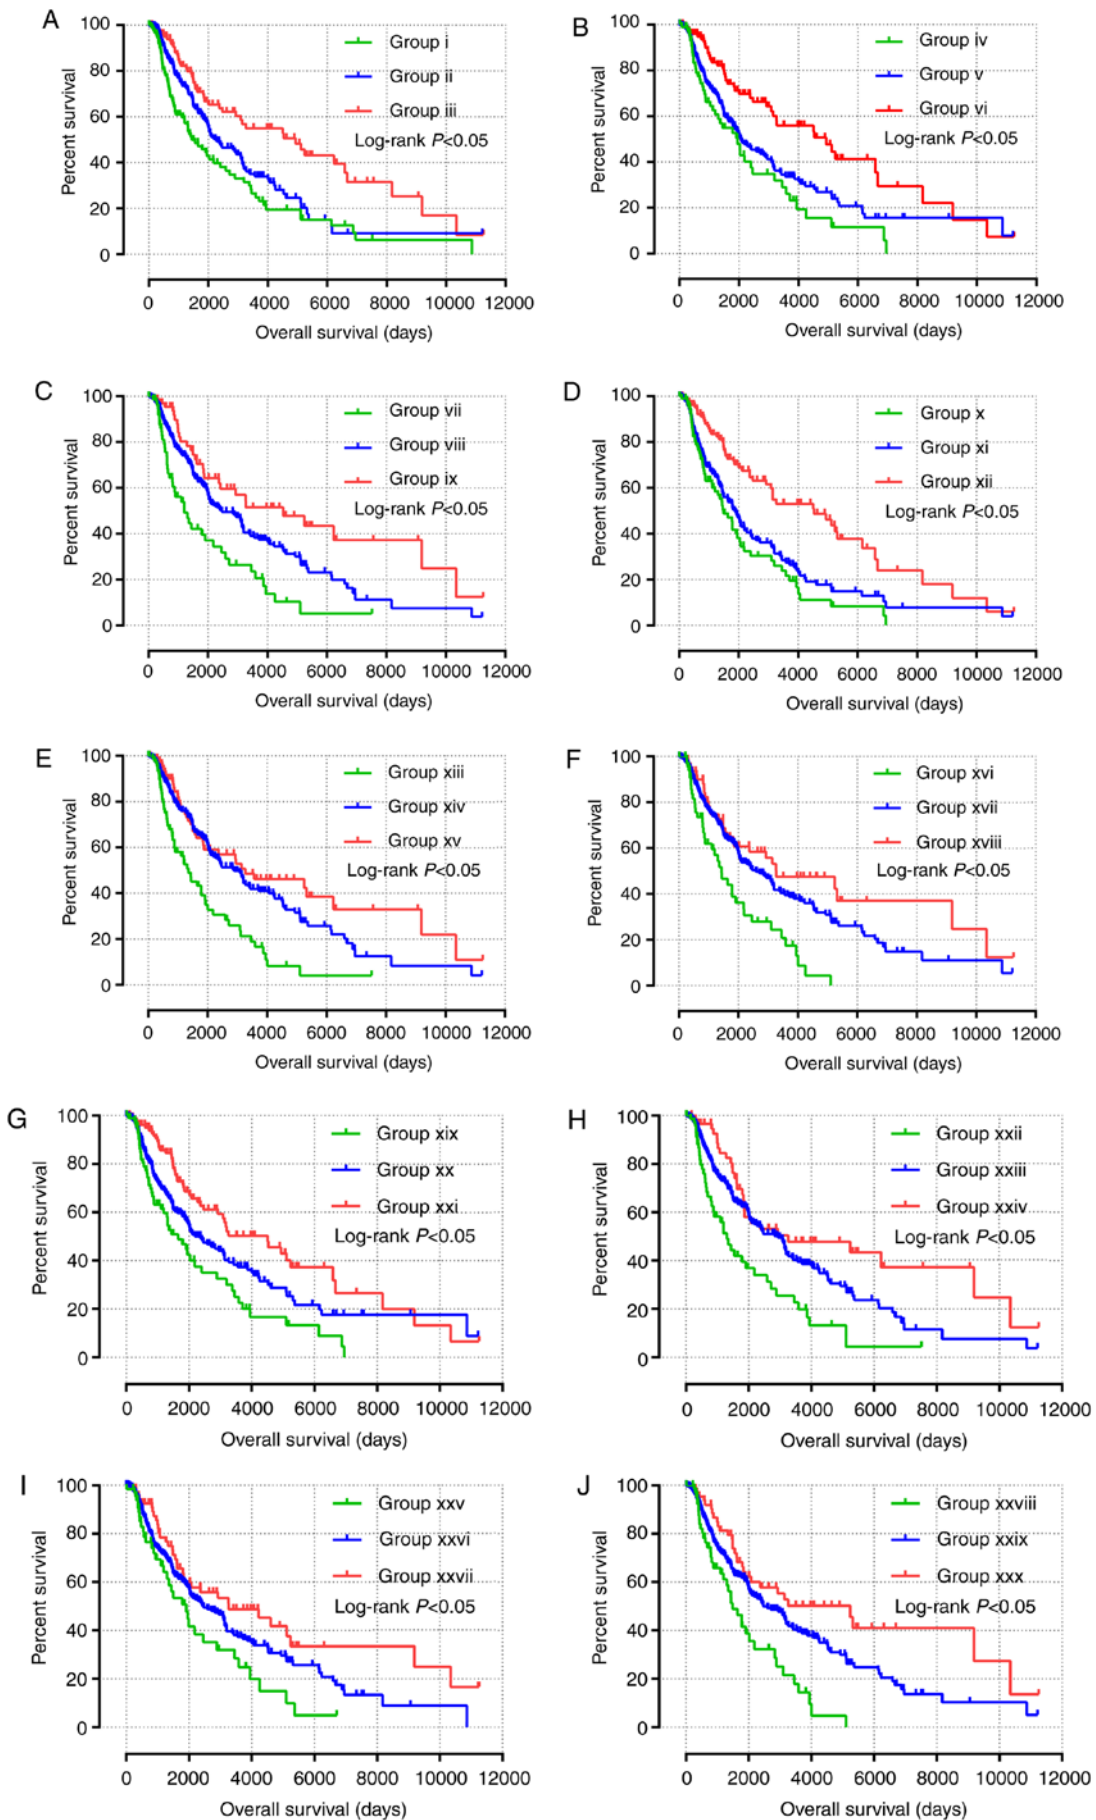 A
100
80
60
40
20
0
Percent survival
Group i
Group ii
Group iii
Log-rank P<0.05
0 2000 4000 6000 8000 10000 12000
Overall survival (days)
B
100
80
60
40
20
0
Percent survival
Group iv
Group v
Group vi
Log-rank P<0.05
0 2000 4000 6000 8000 10000 12000
Overall survival (days)
C
100
80
60
40
20
0
Percent survival
Group vii
Group viii
Group ix
Log-rank P<0.05
0 2000 4000 6000 8000 10000 12000
Overall survival (days)
D
100
80
60
40
20
0
Percent survival
Group x
Group xi
Group xii
Log-rank P<0.05
0 2000 4000 6000 8000 10000 12000
Overall survival (days)
E
100
80
60
40
20
0
Percent survival
Group xiii
Group xiv
Group xv
Log-rank P<0.05
0 2000 4000 6000 8000 10000 12000
Overall survival (days)
F
100
80
60
40
20
0
Percent survival
Group xvi
Group xvii
Group xviii
Log-rank P<0.05
0 2000 4000 6000 8000 10000 12000
Overall survival (days)
G
100
80
60
40
20
0
Percent survival
Group xix
Group xx
Group xxi
Log-rank P<0.05
0 2000 4000 6000 8000 10000 12000
Overall survival (days)
H
100
80
60
40
20
0
Percent survival
Group xxii
Group xxiii
Group xxiv
Log-rank P<0.05
0 2000 4000 6000 8000 10000 12000
Overall survival (days)
I
100
80
60
40
20
0
Percent survival
Group xxv
Group xxvi
Group xxvii
Log-rank P<0.05
0 2000 4000 6000 8000 10000 12000
Overall survival (days)
J
100
80
60
40
20
0
Percent survival
Group xxviii
Group xxix
Group xxx
Log-rank P<0.05
0 2000 4000 6000 8000 10000 12000
Overall survival (days)